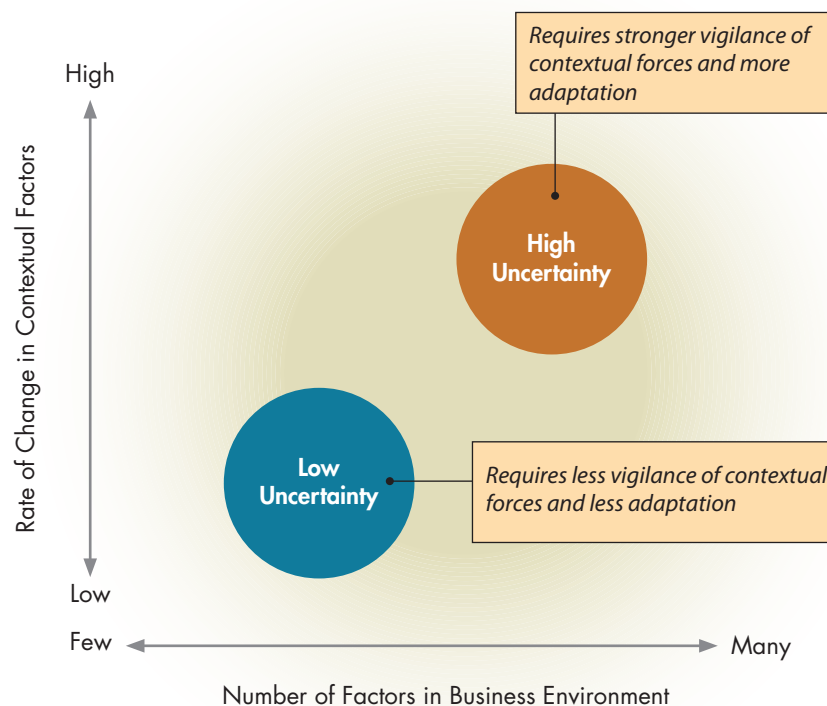 Requires stronger vigilance of
contextual forces and more
adaptation
High
Rate of Change in Contextual Factors
High
Uncertainty
Low
Uncertainty
Requires less vigilance of contextual
forces and less adaptation
Low
Few
Many
Number of Factors in Business Environment